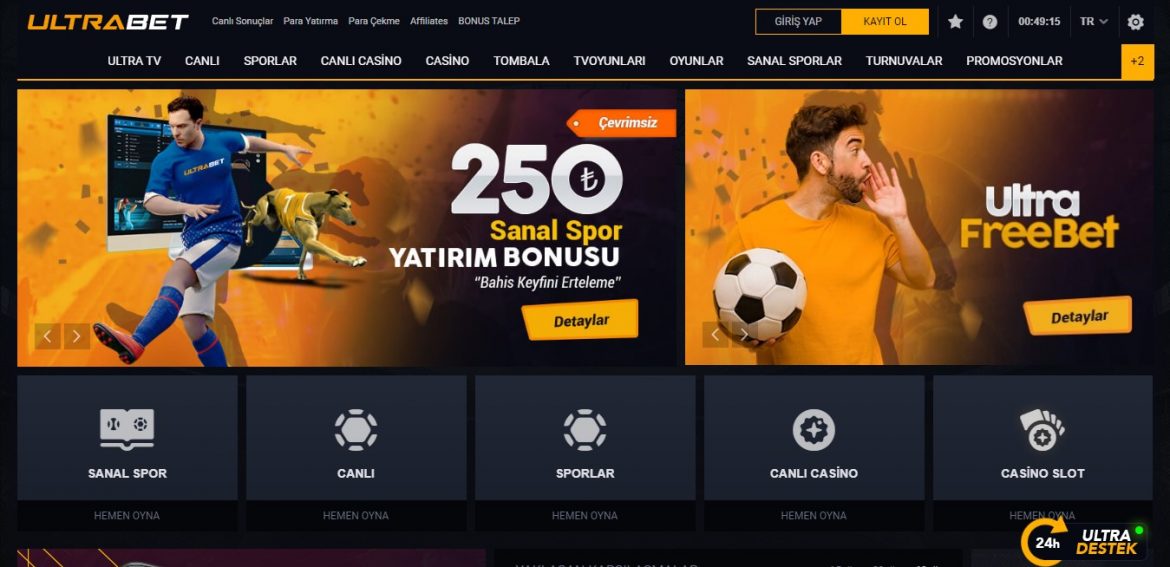 ULTRABET
Canlı Sonuçlar Para Yatırma Para Çekme Affiliates BONUS TALEP
GİRİŞ YAP
KAYIT OL
00:49:15
TR
ULTRA TV CANLI SPORLAR CANLI CASİNO CASİNO TOMBALA TVOYUNLARI OYUNLAR SANAL SPORLAR TURNUVALAR PROMOSYONLAR
+2
ULTRABET
Çevrimsiz
250 ₺
Sanal Spor
YATIRIM BONUSU
“Bahis Keyfini Erteleme”
Detaylar
Ultra
FreeBet
Detaylar
SANAL SPOR
HEMEN OYNA
CANLI
HEMEN OYNA
SPORLAR
HEMEN OYNA
CANLI CASİNO
HEMEN OYNA
CASİNO SLOT
HEMEN OYNA
24h
ULTRA
DESTEK